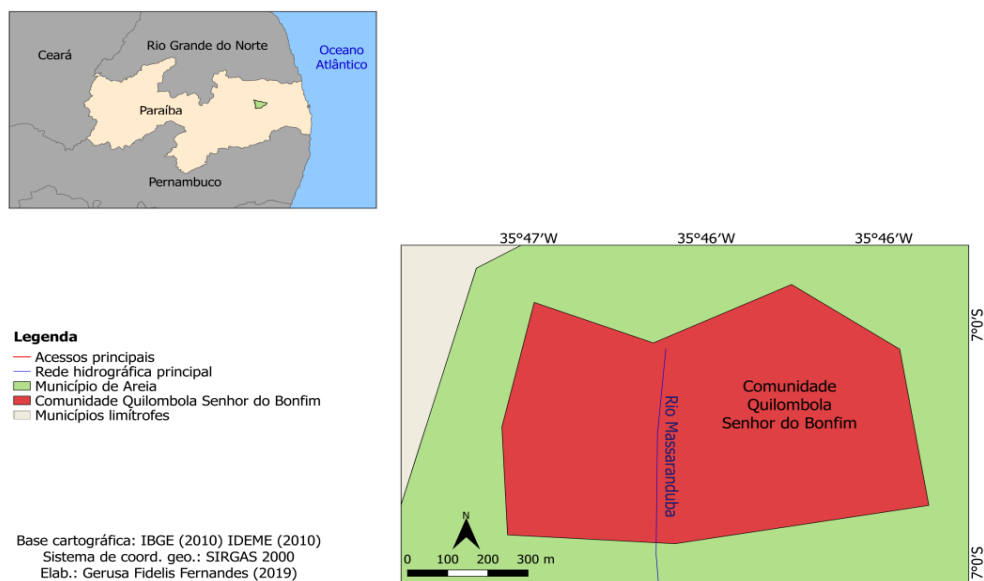 Ceará
Rio Grande do Norte
Oceano
Atlântico
Paraíba
Pernambuco
35°47'W
35°46'W
35°46'W
7°0'S
Comunidade
Quilombola
Senhor do Bonfim
Rio Massaranduba
N
0 100 200 300 m
7°0'S
Legenda
Acessos principais
Rede hidrográfica principal
Município de Areia
Comunidade Quilombola Senhor do Bonfim
Municípios limítrofes
Base cartográfica: IBGE (2010) IDEME (2010)
Sistema de coord. geo.: SIRGAS 2000
Elab.: Gerusa Fidelis Fernandes (2019)